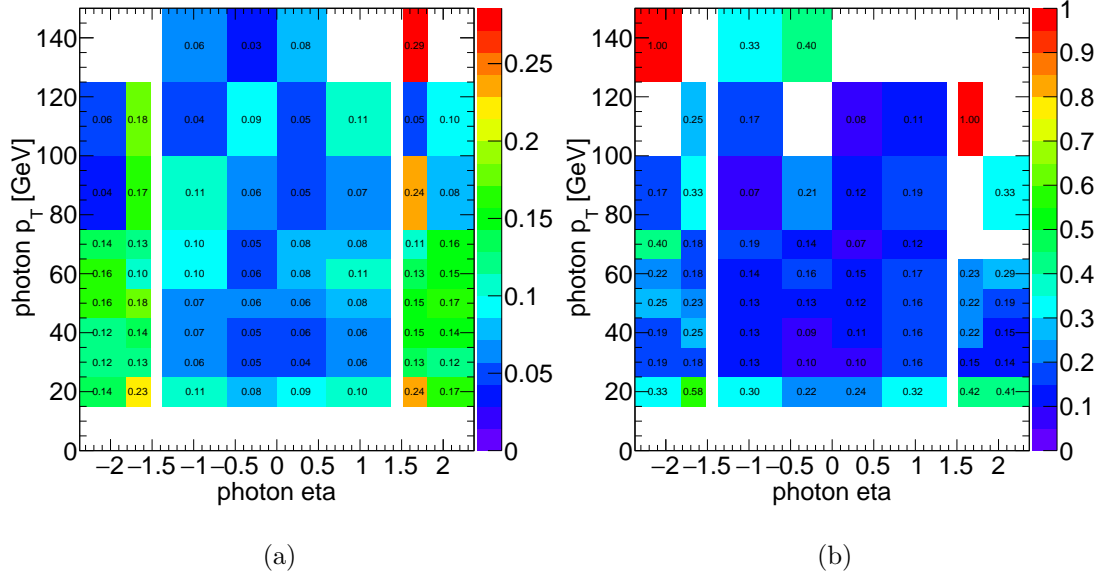 140
120
100
80
60
40
20
0
photon p_T [GeV]
0.06 0.03 0.08 0.29
0.06 0.18 0.04 0.09 0.05 0.11 0.05 0.10
0.04 0.17 0.11 0.06 0.05 0.07 0.24 0.08
0.14 0.13 0.10 0.05 0.08 0.08 0.11 0.16
0.16 0.10 0.10 0.06 0.08 0.11 0.13 0.15
0.16 0.18 0.07 0.06 0.06 0.08 0.15 0.17
0.12 0.14 0.07 0.05 0.06 0.06 0.15 0.14
0.12 0.13 0.06 0.05 0.04 0.06 0.13 0.12
0.14 0.23 0.11 0.08 0.09 0.10 0.24 0.17
−2 −1.5 −1 −0.5 0 0.5 1 1.5 2
photon eta
0.25
0.2
0.15
0.1
0.05
0
(a)
140
120
100
80
60
40
20
0
photon p_T [GeV]
1.00 0.33 0.40
0.25 0.17 0.08 0.11 1.00
0.17 0.33 0.07 0.21 0.12 0.19 0.33
0.40 0.18 0.19 0.14 0.07 0.12
0.22 0.18 0.14 0.16 0.15 0.17 0.23 0.29
0.25 0.23 0.13 0.13 0.12 0.16 0.22 0.19
0.19 0.25 0.13 0.09 0.11 0.16 0.22 0.15
0.19 0.18 0.13 0.10 0.10 0.16 0.15 0.14
0.33 0.58 0.30 0.22 0.24 0.32 0.42 0.41
−2 −1.5 −1 −0.5 0 0.5 1 1.5 2
photon eta
1
0.9
0.8
0.7
0.6
0.5
0.4
0.3
0.2
0.1
0
(b)